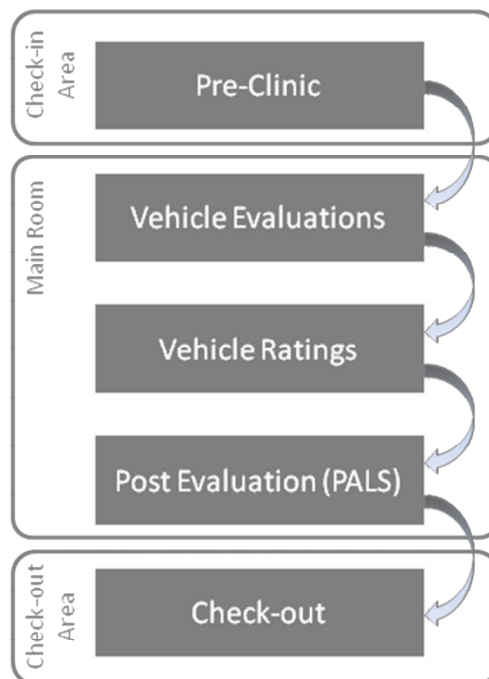 Check-in
Area
Pre-Clinic
Main Room
Vehicle Evaluations
Vehicle Ratings
Post Evaluation (PALS)
Check-out
Area
Check-out